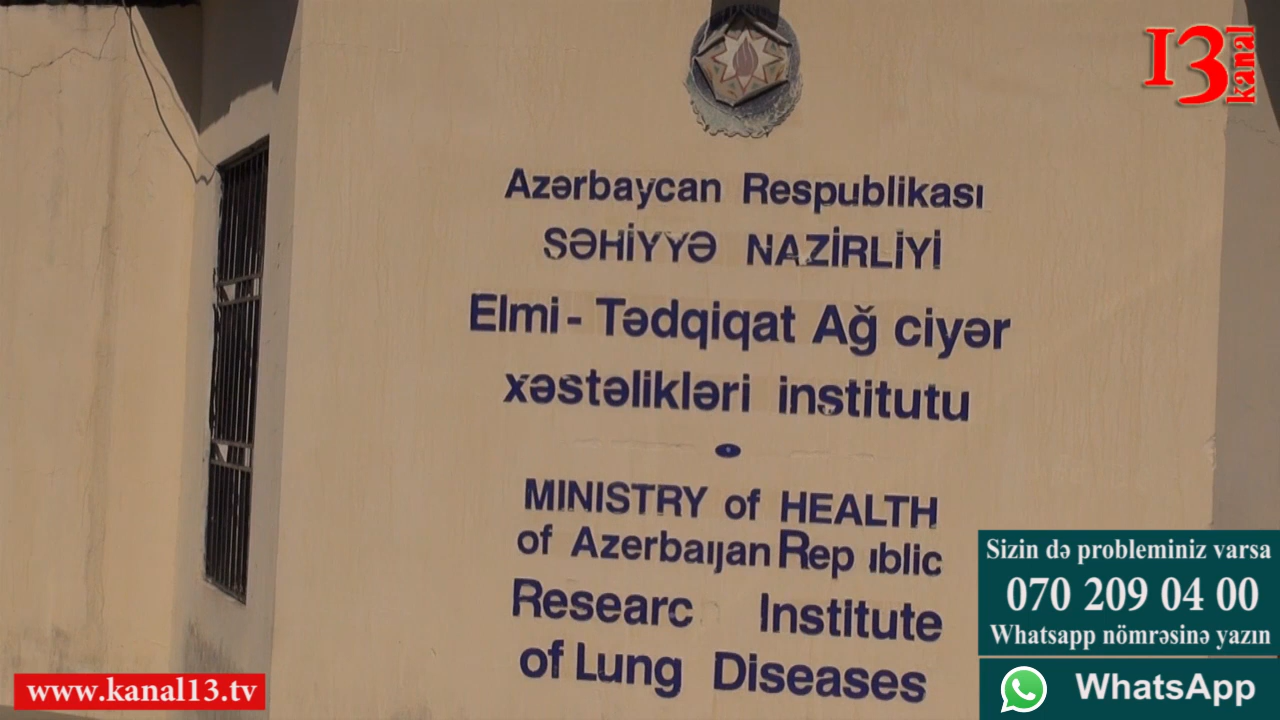 13 kanal
Azərbaycan Respublikası
SƏHİYYƏ NAZİRLİYİ
Elmi - Tədqiqat Ağ ciyər
xəstəlikləri institutu
MINISTRY of HEALTH
of Azerbaıȷan Rep ıblic
Researc Institute
of Lung Diseases
Sizin də probleminiz varsa
070 209 04 00
Whatsapp nömrəsinə yazın
WhatsApp
www.kanal13.tv